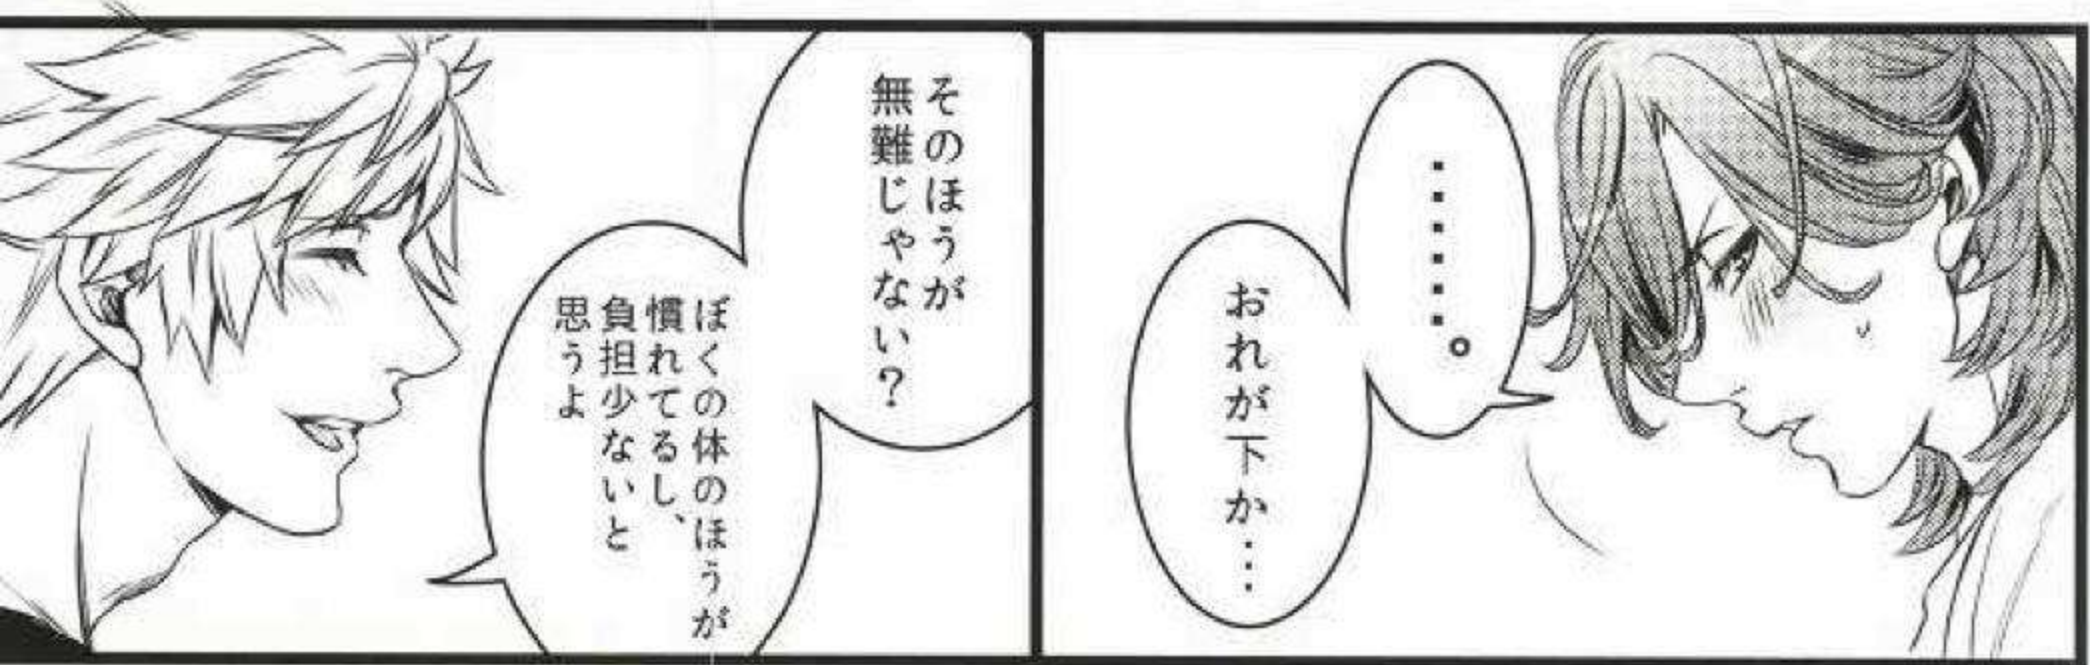 ・・・・・・。
おれが下か・・・
そのほうが
無難じゃない？
ぼくの体のほうが
慣れてるし、
負担少ないと
思うよ